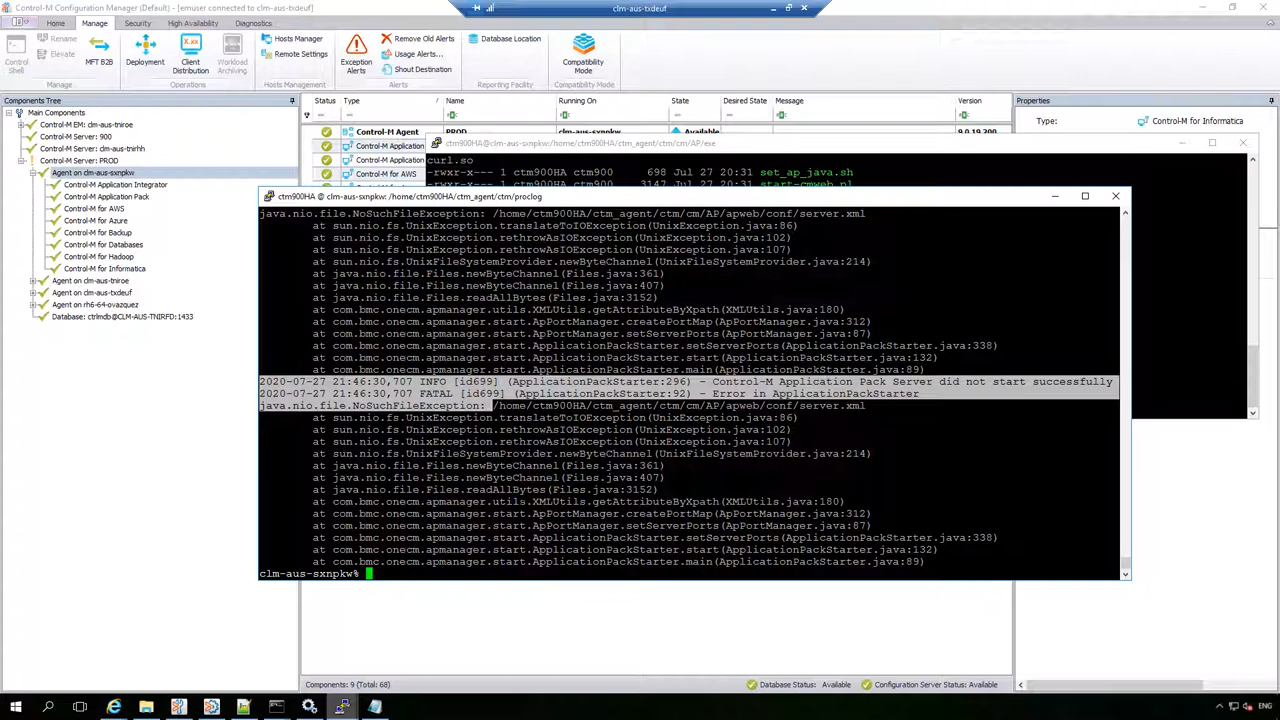 Control-M Configuration Manager (Default) - [emuser connected to clm-aus-txdeuf]
clm-aus-txdeuf
Home
Manage
Security
High Availability
Diagnostics
Control Shell
Rename
Elevate
MFT B2B
Deployment
Client Distribution
Workload Archiving
Hosts Manager
Remote Settings
Exception Alerts
Remove Old Alerts
Usage Alerts...
Shout Destination
Database Location
Compatibility Mode
Manage
Operations
Hosts Management
Alerts
Reporting Facility
Compatibility Mode
Components Tree
Main Components
Control-M EM: clm-aus-tniroe
Control-M Server: 900
Control-M Server: clm-aus-tnirhh
Control-M Server: PROD
Agent on clm-aus-sxnpkw
Control-M Application Integrator
Control-M Application Pack
Control-M for AWS
Control-M for Azure
Control-M for Backup
Control-M for Databases
Control-M for Hadoop
Control-M for Informatica
Agent on clm-aus-tniroe
Agent on clm-aus-txdeuf
Agent on rh6-64-ovazquez
Database: ctrlmdb@CLM-AUS-TNIRFD:1433
Status Type / Name Running On State Desired State Message Version
Control-M Agent PROD clm-aus-sxnpkw Available 9.0.19.200
Control-M Application
Control-M Application
Control-M for AWS
Properties
Type: Control-M for Informatica
ctm900HA@clm-aus-sxnpkw:/home/ctm900HA/ctm_agent/ctm/cm/AP/exe
curl.so
-rwxr-x--- 1 ctm900HA ctm900 698 Jul 27 20:31 set_ap_java.sh
-rwxr-x--- 1 ctm900HA ctm900 3147 Jul 27 20:31 start-cmweb.pl
ctm900HA @ clm-aus-sxnpkw: /home/ctm900HA/ctm_agent/ctm/proclog
java.nio.file.NoSuchFileException: /home/ctm900HA/ctm_agent/ctm/cm/AP/apweb/conf/server.xml
at sun.nio.fs.UnixException.translateToIOException(UnixException.java:86)
at sun.nio.fs.UnixException.rethrowAsIOException(UnixException.java:102)
at sun.nio.fs.UnixException.rethrowAsIOException(UnixException.java:107)
at sun.nio.fs.UnixFileSystemProvider.newByteChannel(UnixFileSystemProvider.java:214)
at java.nio.file.Files.newByteChannel(Files.java:361)
at java.nio.file.Files.newByteChannel(Files.java:407)
at java.nio.file.Files.readAllBytes(Files.java:3152)
at com.bmc.onecm.apmanager.utils.XMLUtils.getAttributeByXpath(XMLUtils.java:180)
at com.bmc.onecm.apmanager.start.ApPortManager.createPortMap(ApPortManager.java:312)
at com.bmc.onecm.apmanager.start.ApPortManager.setServerPorts(ApPortManager.java:87)
at com.bmc.onecm.apmanager.start.ApplicationPackStarter.setServerPorts(ApplicationPackStarter.java:338)
at com.bmc.onecm.apmanager.start.ApplicationPackStarter.start(ApplicationPackStarter.java:132)
at com.bmc.onecm.apmanager.start.ApplicationPackStarter.main(ApplicationPackStarter.java:89)
2020-07-27 21:46:30,707 INFO [id699] (ApplicationPackStarter:296) - Control-M Application Pack Server did not start successfully
2020-07-27 21:46:30,707 FATAL [id699] (ApplicationPackStarter:92) - Error in ApplicationPackStarter
java.nio.file.NoSuchFileException: /home/ctm900HA/ctm_agent/ctm/cm/AP/apweb/conf/server.xml
at sun.nio.fs.UnixException.translateToIOException(UnixException.java:86)
at sun.nio.fs.UnixException.rethrowAsIOException(UnixException.java:102)
at sun.nio.fs.UnixException.rethrowAsIOException(UnixException.java:107)
at sun.nio.fs.UnixFileSystemProvider.newByteChannel(UnixFileSystemProvider.java:214)
at java.nio.file.Files.newByteChannel(Files.java:361)
at java.nio.file.Files.newByteChannel(Files.java:407)
at java.nio.file.Files.readAllBytes(Files.java:3152)
at com.bmc.onecm.apmanager.utils.XMLUtils.getAttributeByXpath(XMLUtils.java:180)
at com.bmc.onecm.apmanager.start.ApPortManager.createPortMap(ApPortManager.java:312)
at com.bmc.onecm.apmanager.start.ApPortManager.setServerPorts(ApPortManager.java:87)
at com.bmc.onecm.apmanager.start.ApplicationPackStarter.setServerPorts(ApplicationPackStarter.java:338)
at com.bmc.onecm.apmanager.start.ApplicationPackStarter.start(ApplicationPackStarter.java:132)
at com.bmc.onecm.apmanager.start.ApplicationPackStarter.main(ApplicationPackStarter.java:89)
clm-aus-sxnpkw%
Components: 9 (Total: 68)
Database Status: Available
Configuration Server Status: Available
ENG